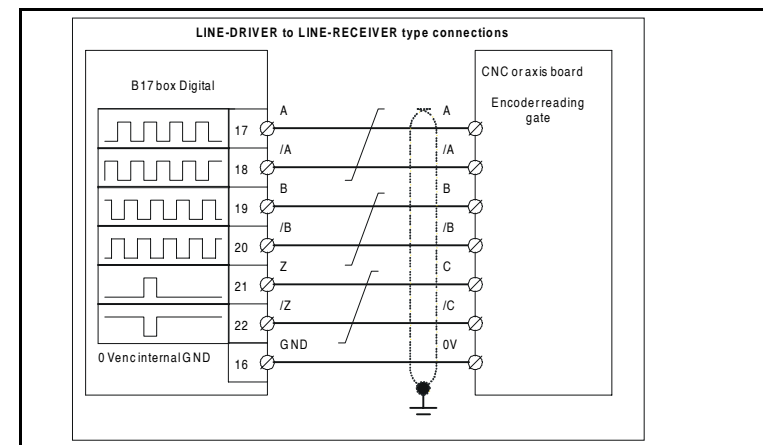 LINE-DRIVER to LINE-RECEIVER type connections
B17 box Digital
CNC or axis board
Encoder reading
gate
17 A A
18 /A /A
19 B B
20 /B /B
21 Z C
22 /Z /C
0 Venc internal GND
16 GND 0V